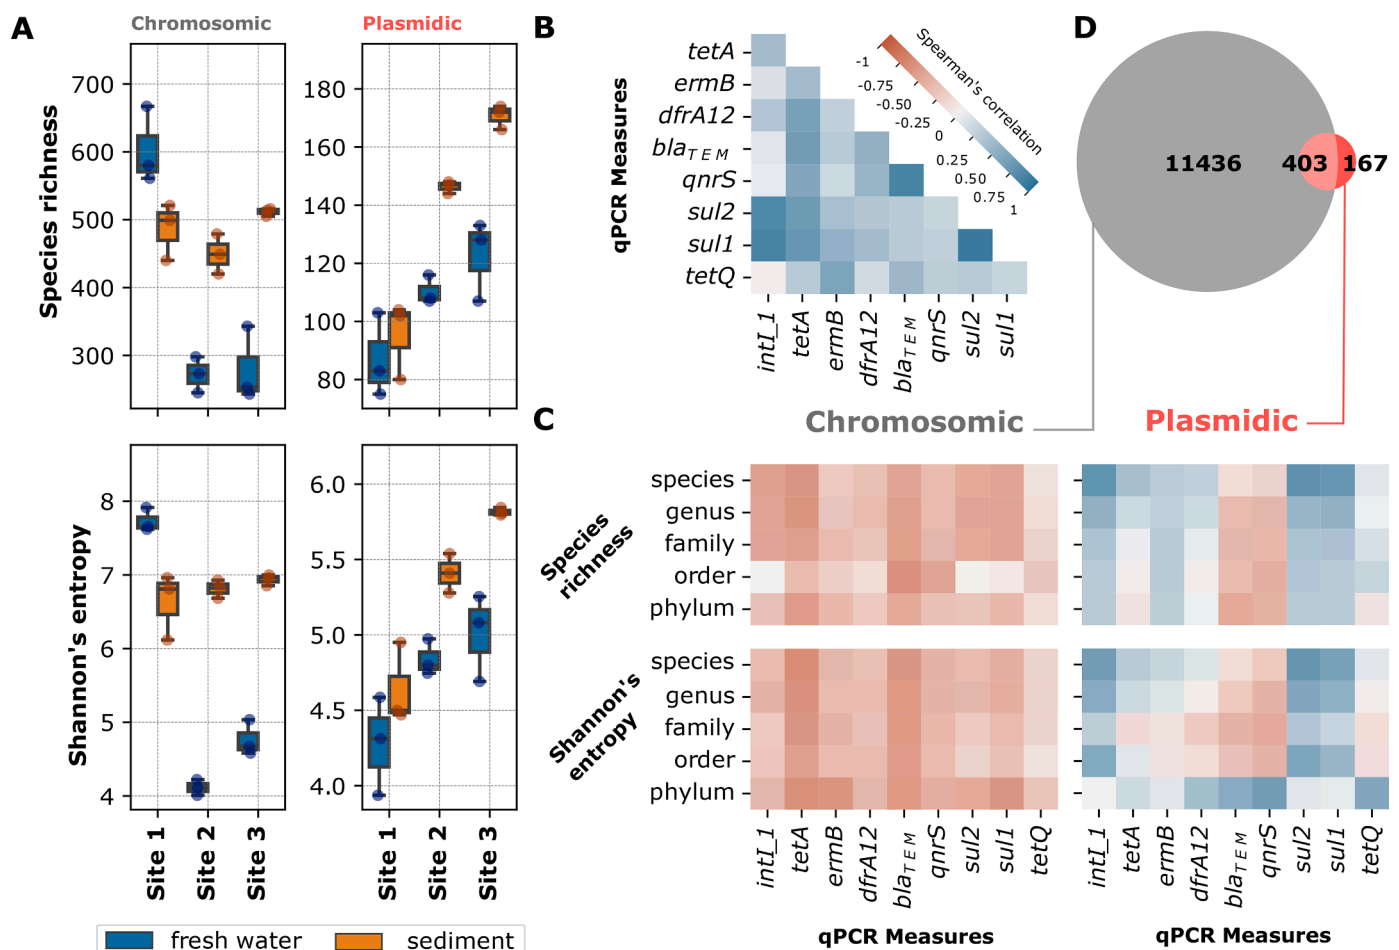 A
Chromosomic
Plasmidic
Species richness
700
600
500
400
300
180
160
140
120
100
80
Shannon's entropy
8
7
6
5
4
6.0
5.5
5.0
4.5
4.0
Site 1
Site 2
Site 3
Site 1
Site 2
Site 3
fresh water
sediment
B
qPCR Measures
tetA
ermB
dfrA12
blaTEM
qnrS
sul2
sul1
tetQ
intI_1
tetA
ermB
dfrA12
blaTEM
qnrS
sul2
sul1
Spearman's correlation
-1
-0.75
-0.50
-0.25
0
0.25
0.50
0.75
1
D
11436
403
167
Chromosomic
Plasmidic
C
Species
richness
species
genus
family
order
phylum
Shannon's
entropy
species
genus
family
order
phylum
intI_1
tetA
ermB
dfrA12
blaTEM
qnrS
sul2
sul1
tetQ
qPCR Measures
intI_1
tetA
ermB
dfrA12
blaTEM
qnrS
sul2
sul1
tetQ
qPCR Measures